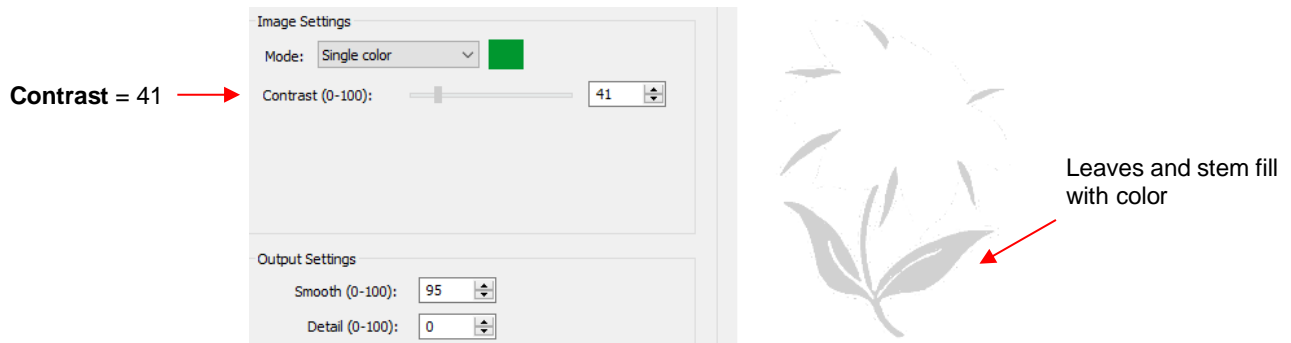 Image Settings
Mode: Single color
Contrast = 41
Contrast (0-100): 41
Leaves and stem fill
with color
Output Settings
Smooth (0-100): 95
Detail (0-100): 0